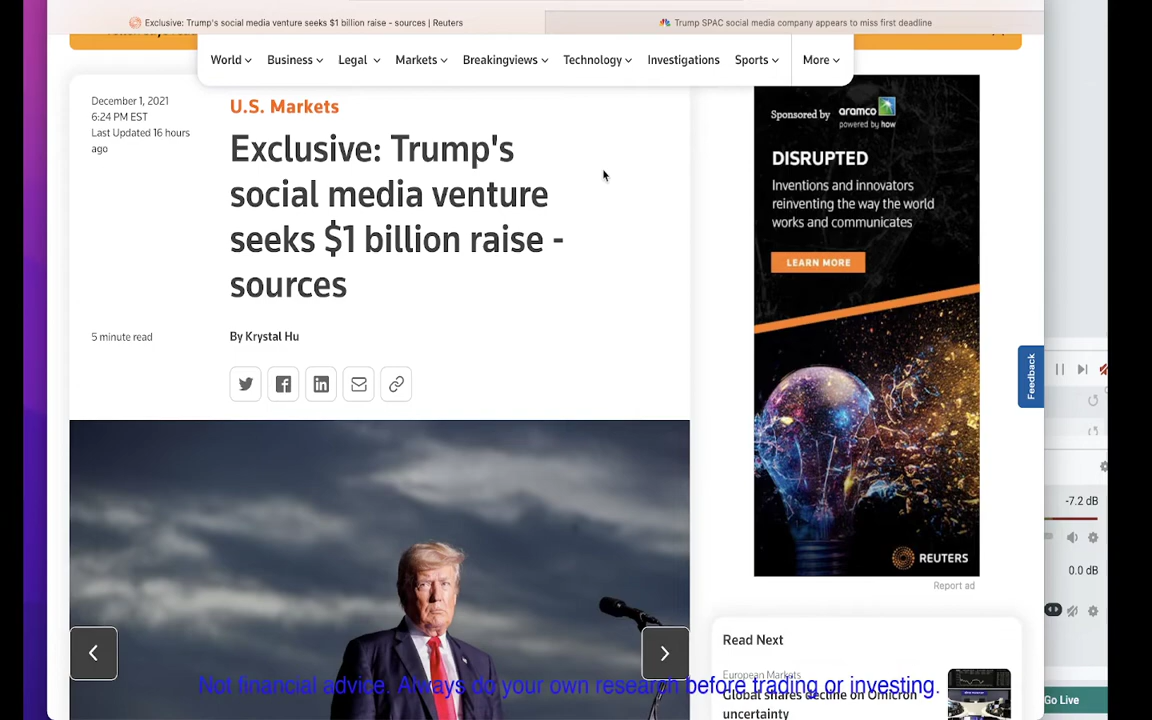 Exclusive: Trump's social media venture seeks $1 billion raise - sources | Reuters
Trump SPAC social media company appears to miss first deadline
World
Business
Legal
Markets
Breakingviews
Technology
Investigations
Sports
More
December 1, 2021
6:24 PM EST
Last Updated 16 hours
ago
U.S. Markets
Exclusive: Trump's
social media venture
seeks $1 billion raise -
sources
5 minute read
By Krystal Hu
Sponsored by aramco
powered by how
DISRUPTED
Inventions and innovators
reinventing the way the world
works and communicates
LEARN MORE
REUTERS
Report ad
Feedback
-7.2 dB
0.0 dB
Read Next
European Markets
Global shares decline on Omicron
uncertainty
Go Live
Not financial advice. Always do your own research before trading or investing.